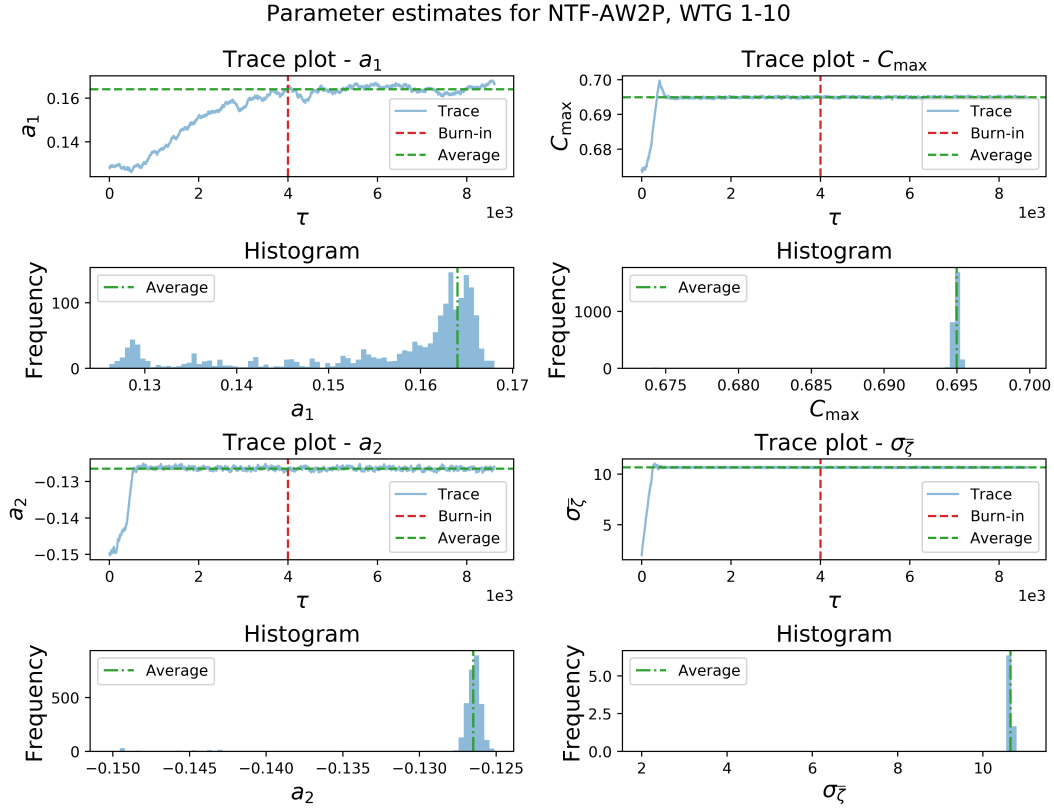 Parameter estimates for NTF-AW2P, WTG 1-10
Trace plot - a₁
0.16
0.14
a₁
Trace
Burn-in
Average
0 2 4 6 8
1e3
τ
Trace plot - C_max
0.70
0.69
0.68
C_max
Trace
Burn-in
Average
0 2 4 6 8
1e3
τ
Histogram
Frequency
100
0
Average
0.13 0.14 0.15 0.16 0.17
a₁
Histogram
Frequency
1000
0
Average
0.675 0.680 0.685 0.690 0.695 0.700
C_max
Trace plot - a₂
−0.13
−0.14
−0.15
a₂
Trace
Burn-in
Average
0 2 4 6 8
1e3
τ
Trace plot - σ_ζ̅
10
5
σ_ζ̅
Trace
Burn-in
Average
0 2 4 6 8
1e3
τ
Histogram
Frequency
500
0
Average
−0.150 −0.145 −0.140 −0.135 −0.130 −0.125
a₂
Histogram
Frequency
5.0
2.5
0.0
Average
2 4 6 8 10
σ_ζ̅